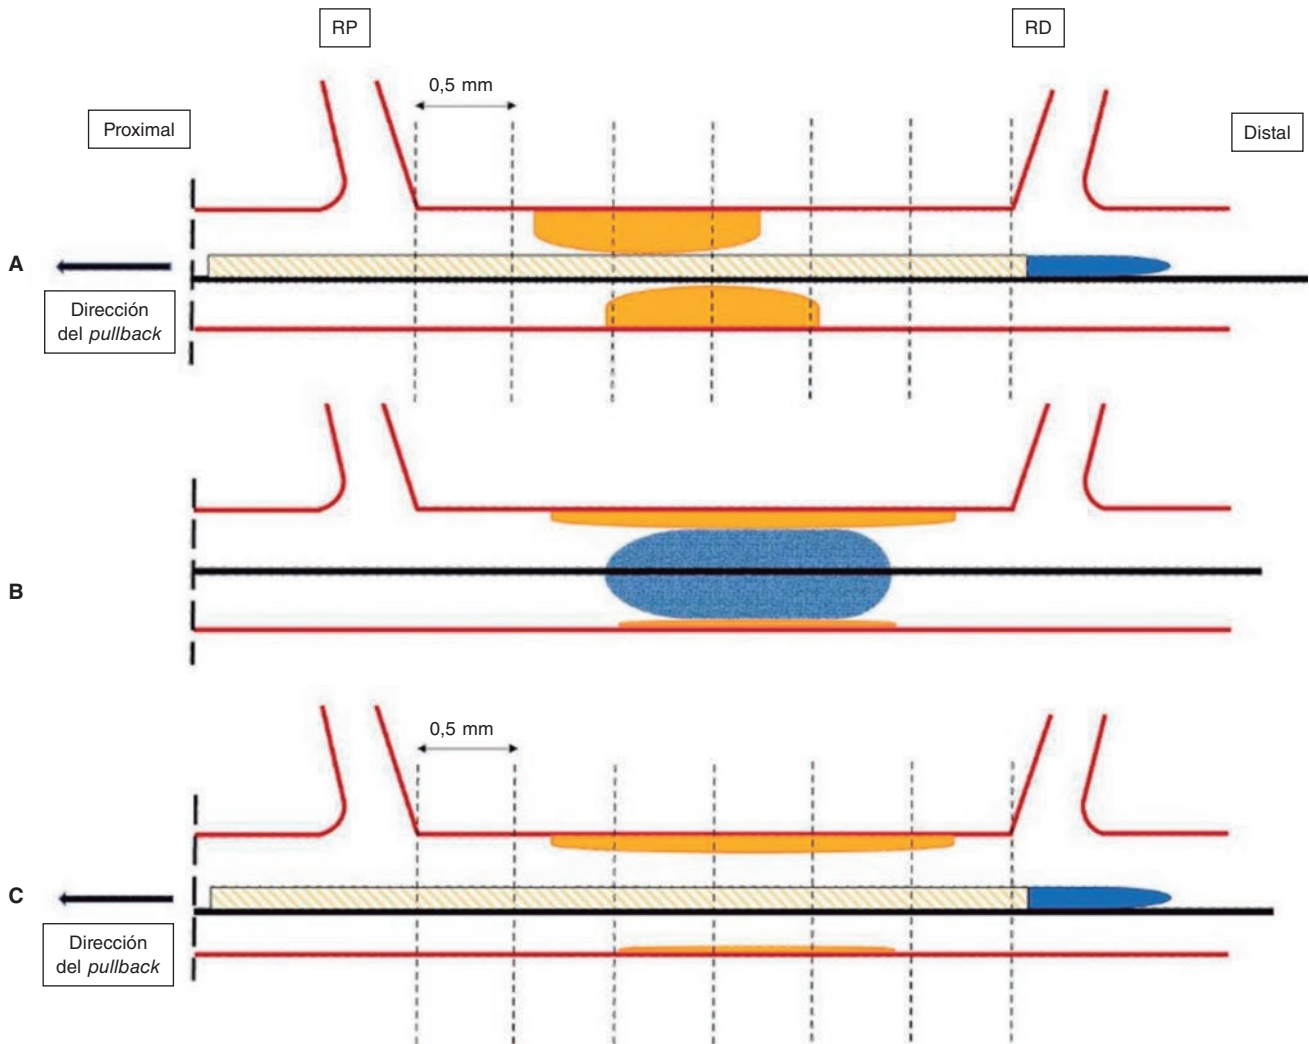 RP
RD
0,5 mm
Proximal
Distal
A
Dirección
del pullback
B
0,5 mm
C
Dirección
del pullback